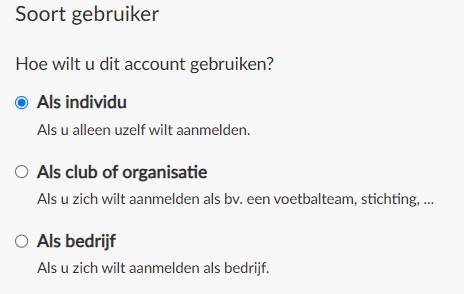 Soort gebruiker
Hoe wilt u dit account gebruiken?
Als individu
Als u alleen uzelf wilt aanmelden.
Als club of organisatie
Als u zich wilt aanmelden als bv. een voetbalteam, stichting, ...
Als bedrijf
Als u zich wilt aanmelden als bedrijf.